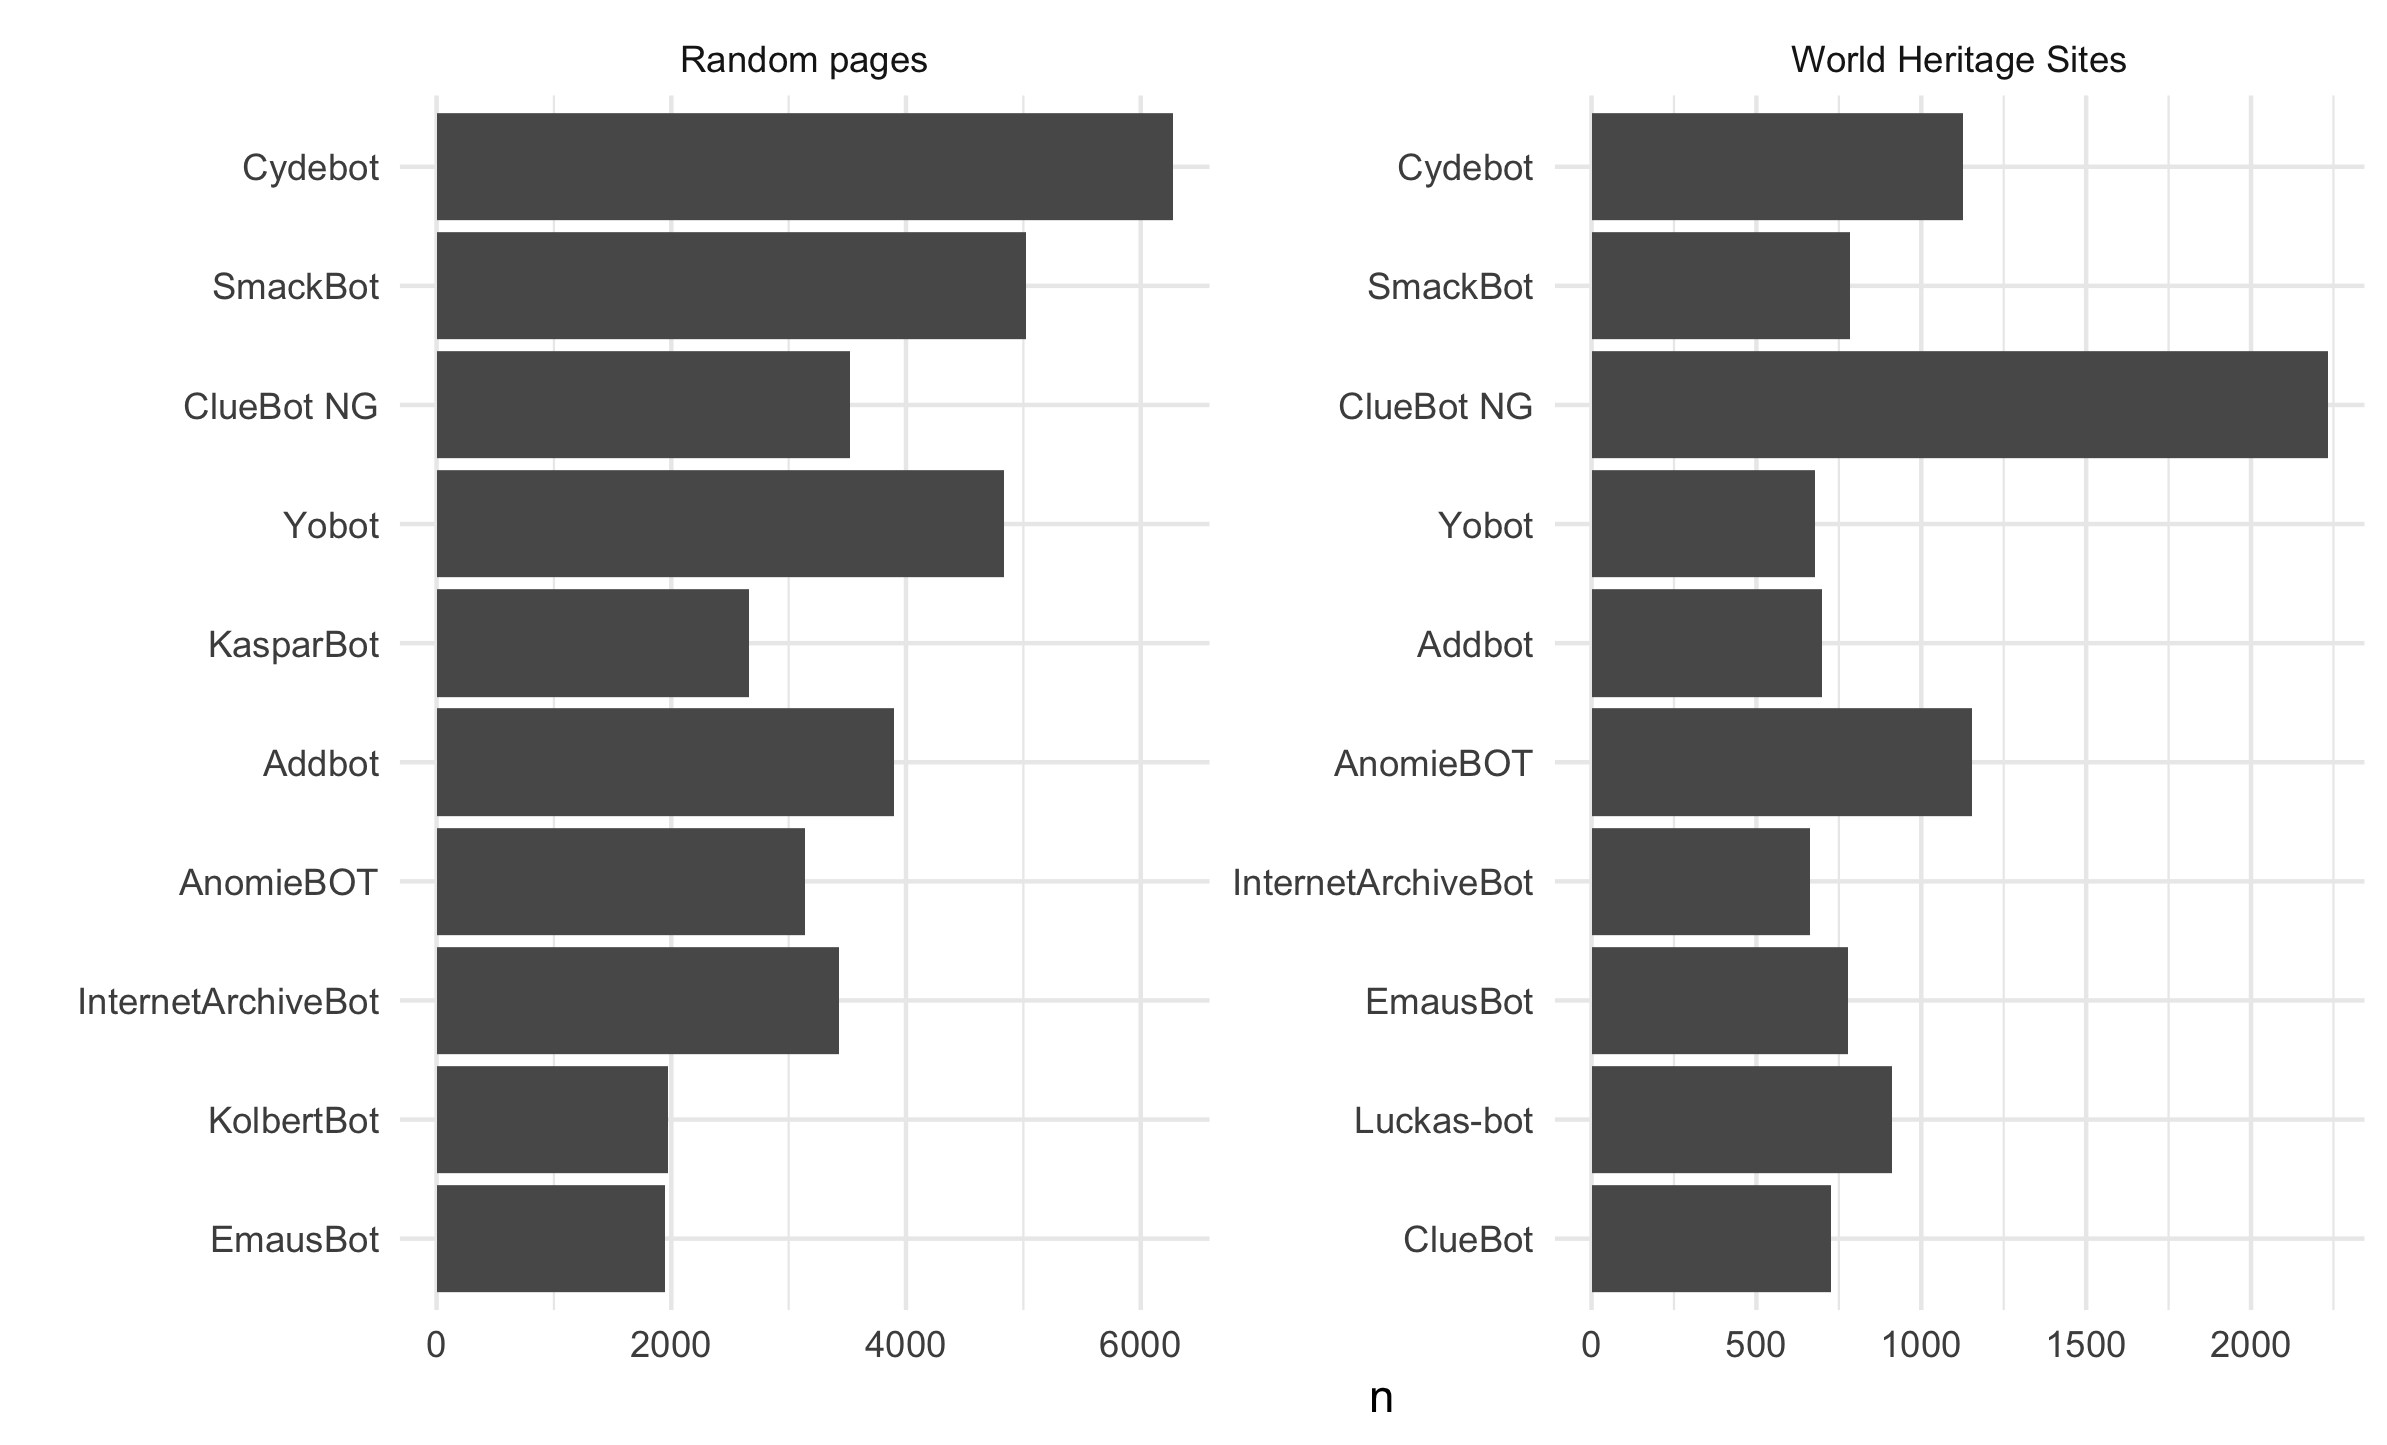 Random pages
Cydebot
SmackBot
ClueBot NG
Yobot
KasparBot
Addbot
AnomieBOT
InternetArchiveBot
KolbertBot
EmausBot
0 2000 4000 6000
World Heritage Sites
Cydebot
SmackBot
ClueBot NG
Yobot
Addbot
AnomieBOT
InternetArchiveBot
EmausBot
Luckas-bot
ClueBot
0 500 1000 1500 2000
n